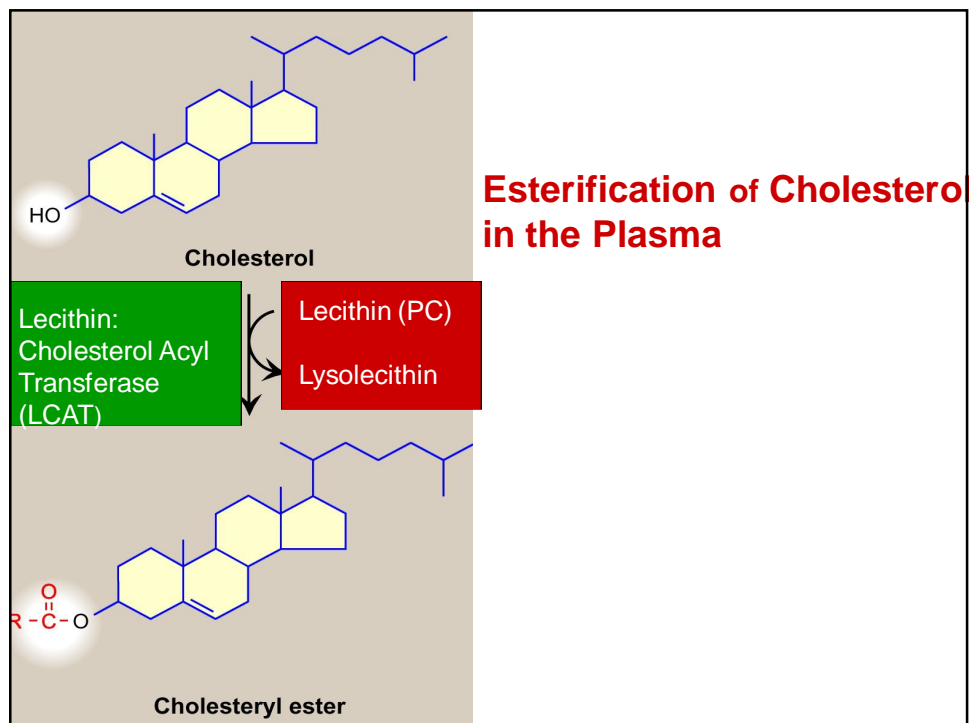 HO
Cholesterol
Esterification of Cholesterol
in the Plasma
Lecithin:
Cholesterol Acyl
Transferase
(LCAT)
Lecithin (PC)
Lysolecithin
O
R-C-O
Cholesteryl ester